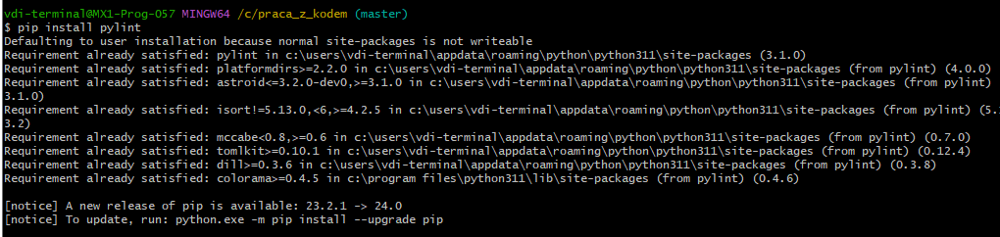 vdi-terminal@MX1-Prog-057 MINGW64 /c/praca_z_kodem (master)
$ pip install pylint
Defaulting to user installation because normal site-packages is not writeable
Requirement already satisfied: pylint in c:\users\vdi-terminal\appdata\roaming\python\python311\site-packages (3.1.0)
Requirement already satisfied: platformdirs>=2.2.0 in c:\users\vdi-terminal\appdata\roaming\python\python311\site-packages (from pylint) (4.0.0)
Requirement already satisfied: astroid<=3.2.0-dev0,>=3.1.0 in c:\users\vdi-terminal\appdata\roaming\python\python311\site-packages (from pylint) (
3.1.0)
Requirement already satisfied: isort!=5.13.0,<6,>=4.2.5 in c:\users\vdi-terminal\appdata\roaming\python\python311\site-packages (from pylint) (5.
3.2)
Requirement already satisfied: mccabe<0.8,>=0.6 in c:\users\vdi-terminal\appdata\roaming\python\python311\site-packages (from pylint) (0.7.0)
Requirement already satisfied: tomlkit>=0.10.1 in c:\users\vdi-terminal\appdata\roaming\python\python311\site-packages (from pylint) (0.12.4)
Requirement already satisfied: dill>=0.3.6 in c:\users\vdi-terminal\appdata\roaming\python\python311\site-packages (from pylint) (0.3.8)
Requirement already satisfied: colorama>=0.4.5 in c:\program files\python311\lib\site-packages (from pylint) (0.4.6)
[notice] A new release of pip is available: 23.2.1 -> 24.0
[notice] To update, run: python.exe -m pip install --upgrade pip